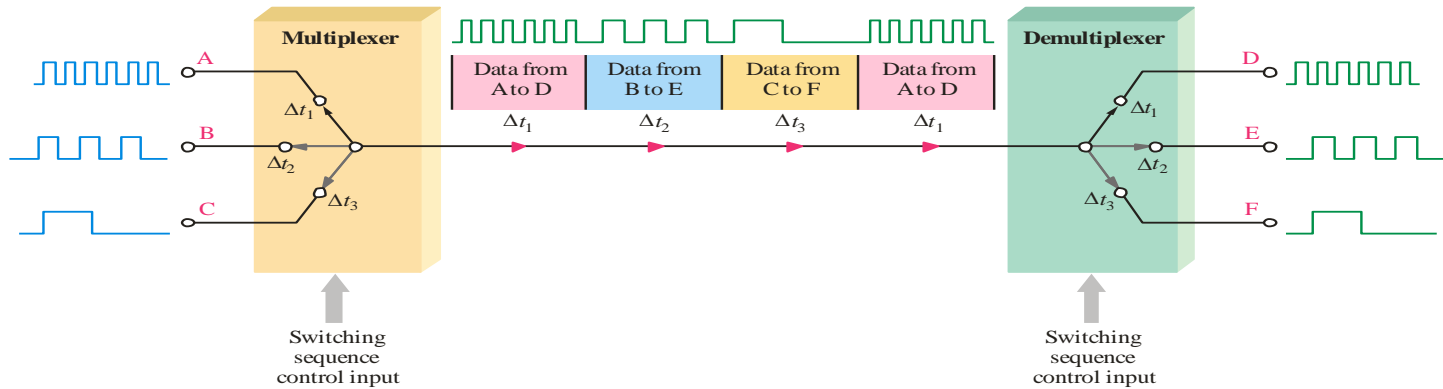 Multiplexer
Demultiplexer
A
Data from
A to D
Data from
B to E
Data from
C to F
Data from
A to D
D
Δt1
Δt1
Δt1
Δt2
Δt3
Δt1
B
E
Δt2
Δt2
C
F
Δt3
Δt3
Switching
sequence
control input
Switching
sequence
control input